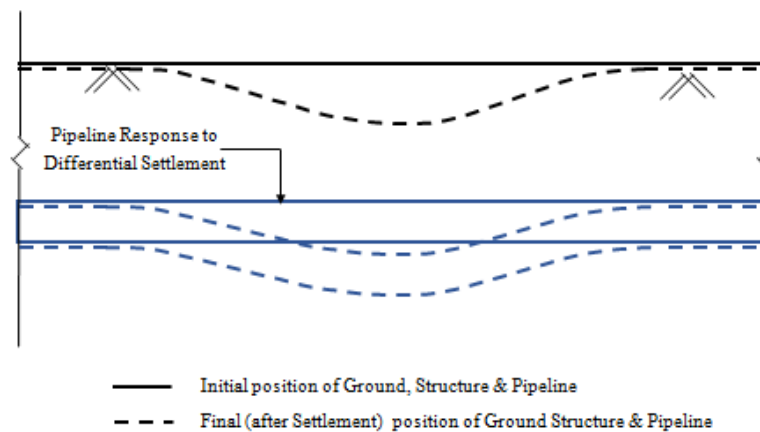 Pipeline Response to
Differential Settlement
Initial position of Ground, Structure & Pipeline
Final (after Settlement) position of Ground Structure & Pipeline